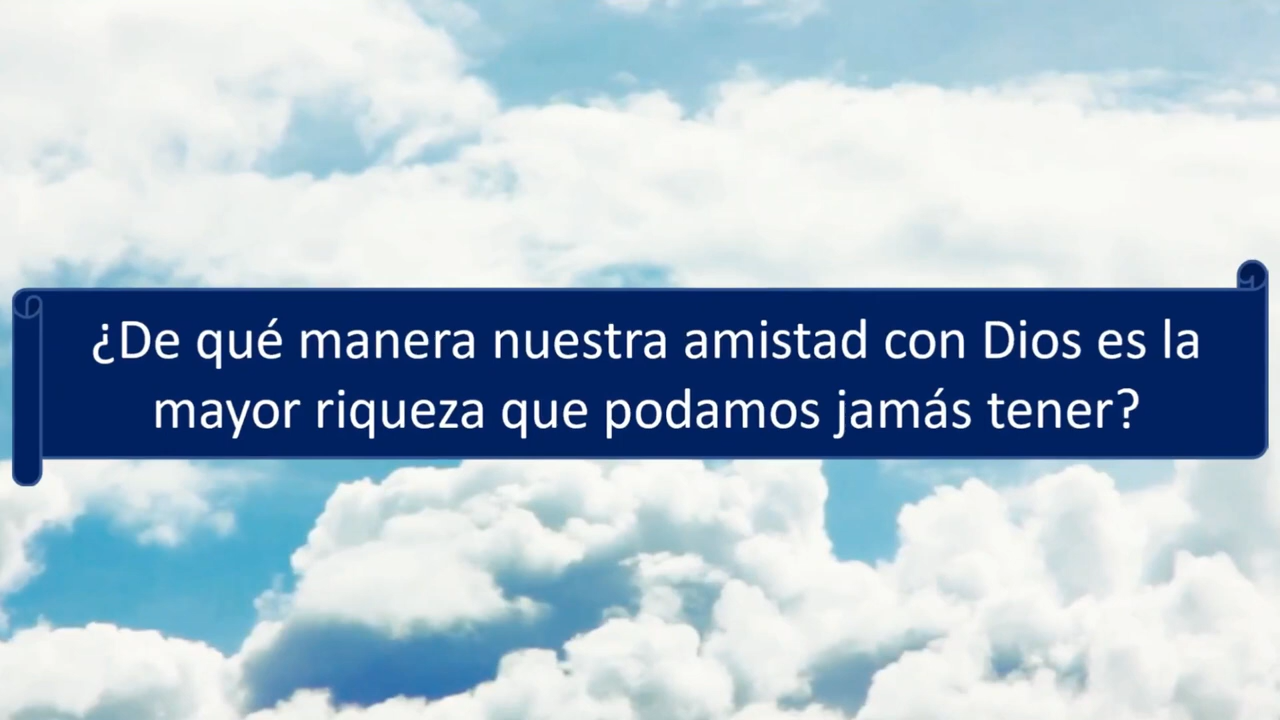 ¿De qué manera nuestra amistad con Dios es la
mayor riqueza que podamos jamás tener?